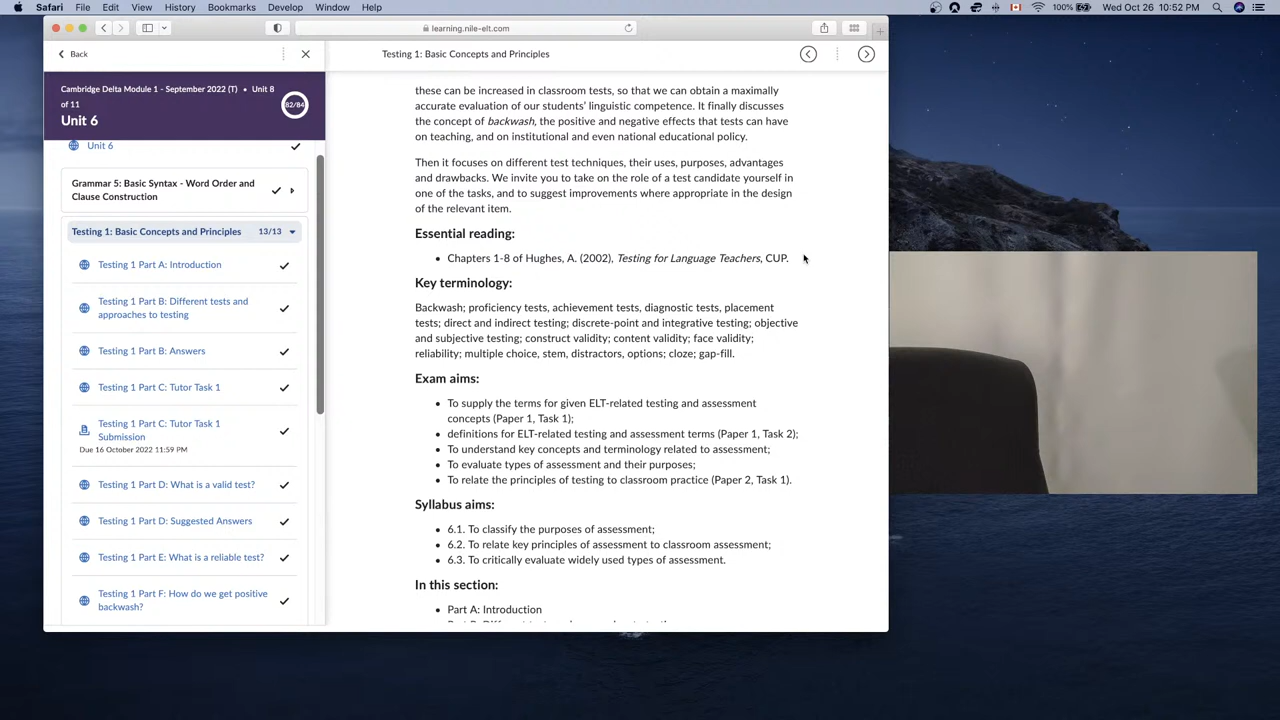 Safari File Edit View History Bookmarks Develop Window Help
100% Wed Oct 26 10:52 PM
learning.nile-elt.com
Back
Testing 1: Basic Concepts and Principles
Cambridge Delta Module 1 - September 2022 (T) • Unit 8
of 11
82/84
Unit 6
Unit 6
Grammar 5: Basic Syntax - Word Order and
Clause Construction
Testing 1: Basic Concepts and Principles 13/13
Testing 1 Part A: Introduction
Testing 1 Part B: Different tests and
approaches to testing
Testing 1 Part B: Answers
Testing 1 Part C: Tutor Task 1
Testing 1 Part C: Tutor Task 1
Submission
Due 16 October 2022 11:59 PM
Testing 1 Part D: What is a valid test?
Testing 1 Part D: Suggested Answers
Testing 1 Part E: What is a reliable test?
Testing 1 Part F: How do we get positive
backwash?
these can be increased in classroom tests, so that we can obtain a maximally
accurate evaluation of our students' linguistic competence. It finally discusses
the concept of backwash, the positive and negative effects that tests can have
on teaching, and on institutional and even national educational policy.
Then it focuses on different test techniques, their uses, purposes, advantages
and drawbacks. We invite you to take on the role of a test candidate yourself in
one of the tasks, and to suggest improvements where appropriate in the design
of the relevant item.
Essential reading:
• Chapters 1-8 of Hughes, A. (2002), Testing for Language Teachers, CUP.
Key terminology:
Backwash; proficiency tests, achievement tests, diagnostic tests, placement
tests; direct and indirect testing; discrete-point and integrative testing; objective
and subjective testing; construct validity; content validity; face validity;
reliability; multiple choice, stem, distractors, options; cloze; gap-fill.
Exam aims:
• To supply the terms for given ELT-related testing and assessment
concepts (Paper 1, Task 1);
• definitions for ELT-related testing and assessment terms (Paper 1, Task 2);
• To understand key concepts and terminology related to assessment;
• To evaluate types of assessment and their purposes;
• To relate the principles of testing to classroom practice (Paper 2, Task 1).
Syllabus aims:
• 6.1. To classify the purposes of assessment;
• 6.2. To relate key principles of assessment to classroom assessment;
• 6.3. To critically evaluate widely used types of assessment.
In this section:
• Part A: Introduction